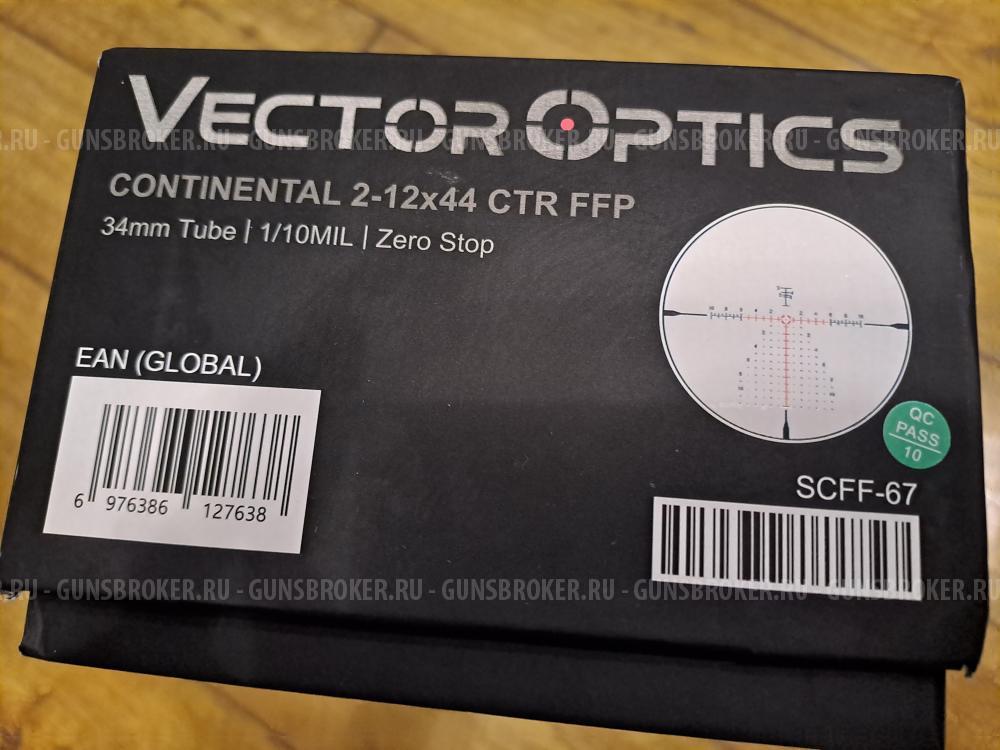 VECTOR OPTICS
.RU - GUNSBROKER.RU - GUNSBROKER.RU - GUNSBROKER.RU - GUNSBROKER.RU - GUNSBROKER
CONTINENTAL 2-12x44 CTR FFP
34mm Tube | 1/10MIL | Zero Stop
EAN (GLOBAL)
6 976386 127638
QC
PASS
10
SCFF-67
.RU - GUNSBROKER.RU - GUNSBROKER.RU - GUNSBROKER.RU - GUNSBROKER.RU - GUNSBROKER